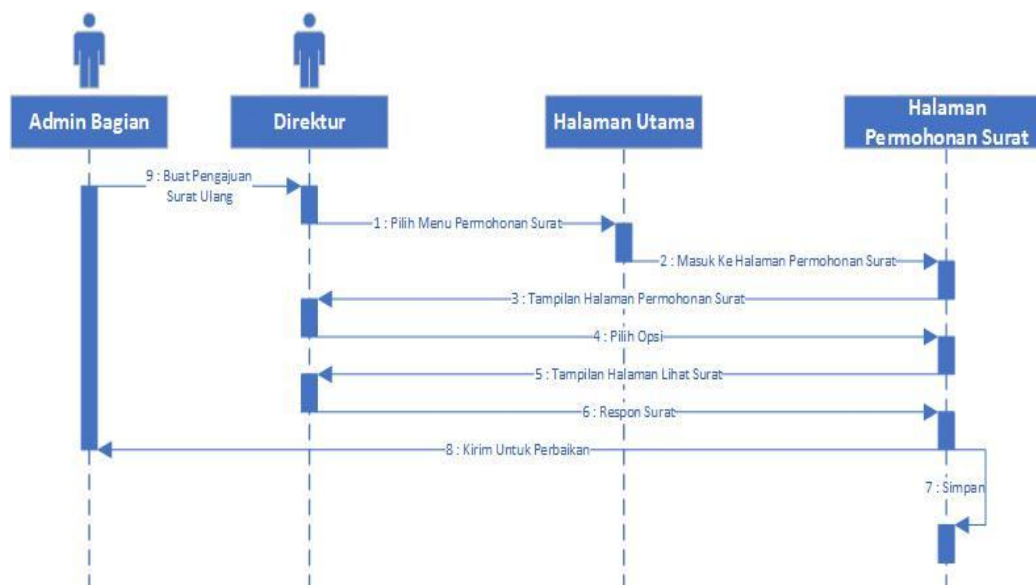 Admin Bagian
Direktur
Halaman Utama
Halaman
Permohonan Surat
9 : Buat Pengajuan
Surat Ulang
1 : Pilih Menu Permohonan Surat
2 : Masuk Ke Halaman Permohonan Surat
3 : Tampilan Halaman Permohonan Surat
4 : Pilih Opsi
5 : Tampilan Halaman Lihat Surat
6 : Respon Surat
8 : Kirim Untuk Perbaikan
7 : Simpan